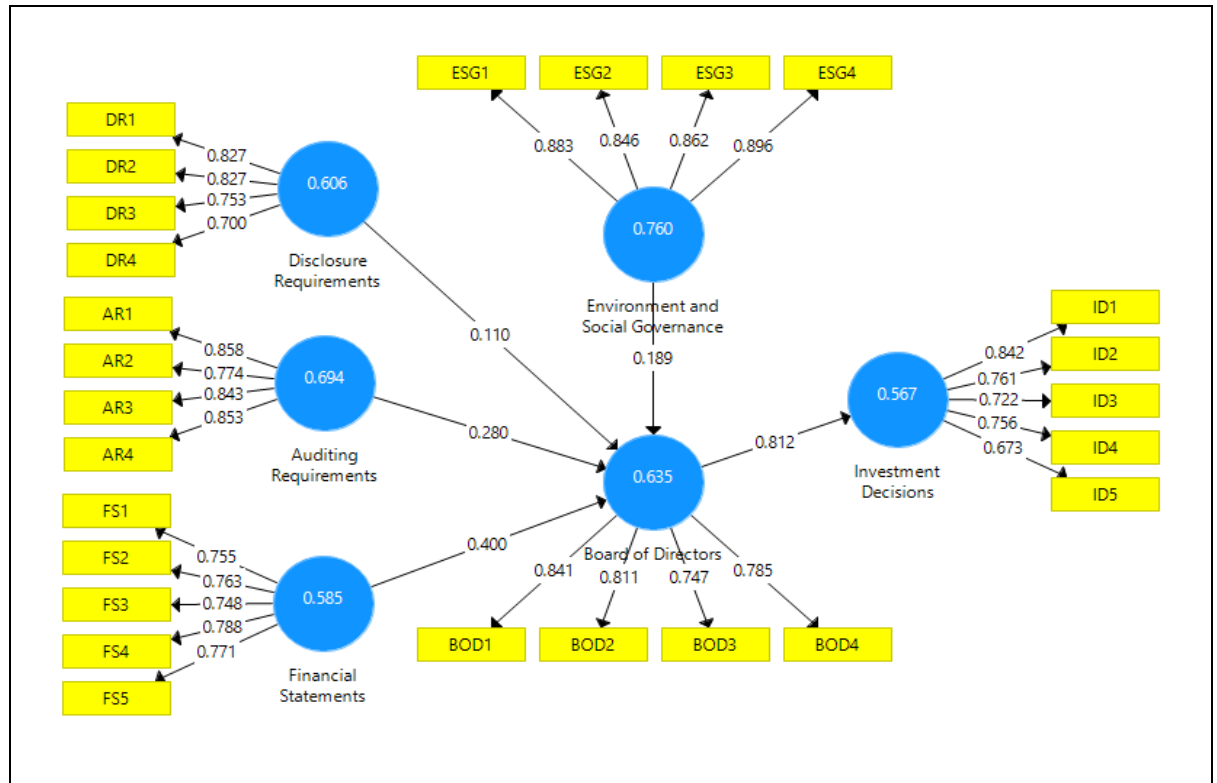 ESG1
ESG2
ESG3
ESG4
0.883
0.846
0.862
0.896
0.760
Environment and
Social Governance
0.189
DR1
DR2
DR3
DR4
0.827
0.827
0.753
0.700
0.606
Disclosure
Requirements
0.110
AR1
AR2
AR3
AR4
0.858
0.774
0.843
0.853
0.694
Auditing
Requirements
0.280
FS1
FS2
FS3
FS4
FS5
0.755
0.763
0.748
0.788
0.771
0.585
Financial
Statements
0.400
0.635
Board of Directors
0.841
0.811
0.747
0.785
BOD1
BOD2
BOD3
BOD4
0.812
0.567
Investment
Decisions
0.842
0.761
0.722
0.756
0.673
ID1
ID2
ID3
ID4
ID5